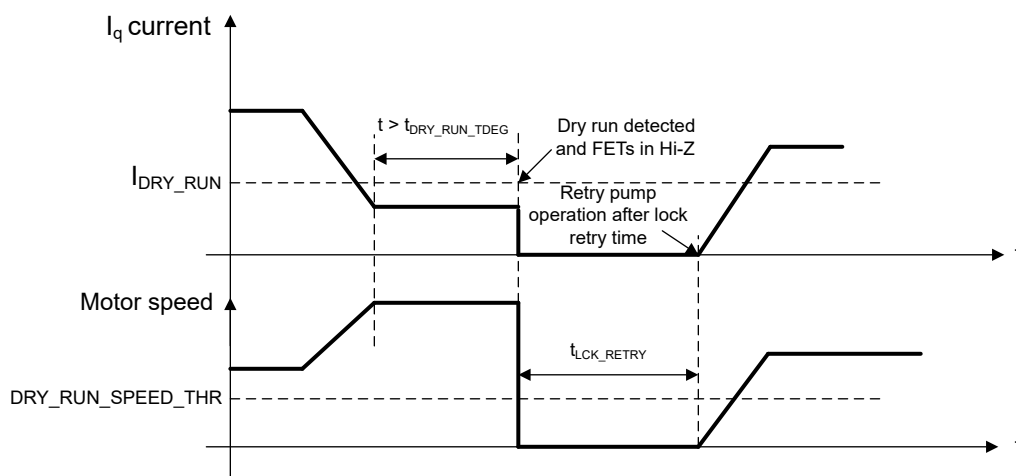 Iq current
t > tDRY_RUN_TDEG
Dry run detected
and FETs in Hi-Z
IDRY_RUN
Retry pump
operation after lock
retry time
Motor speed
tLCK_RETRY
DRY_RUN_SPEED_THR